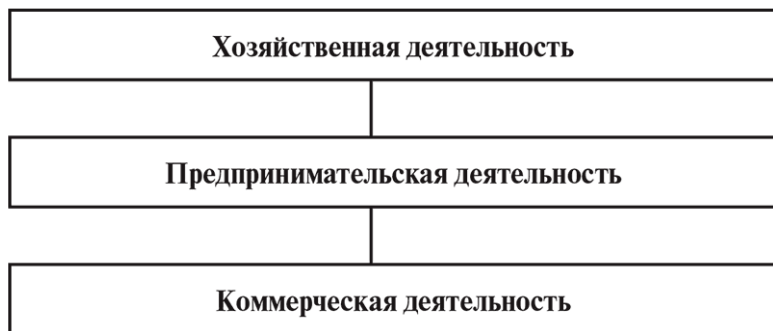 Хозяйственная деятельность
Предпринимательская деятельность
Коммерческая деятельность